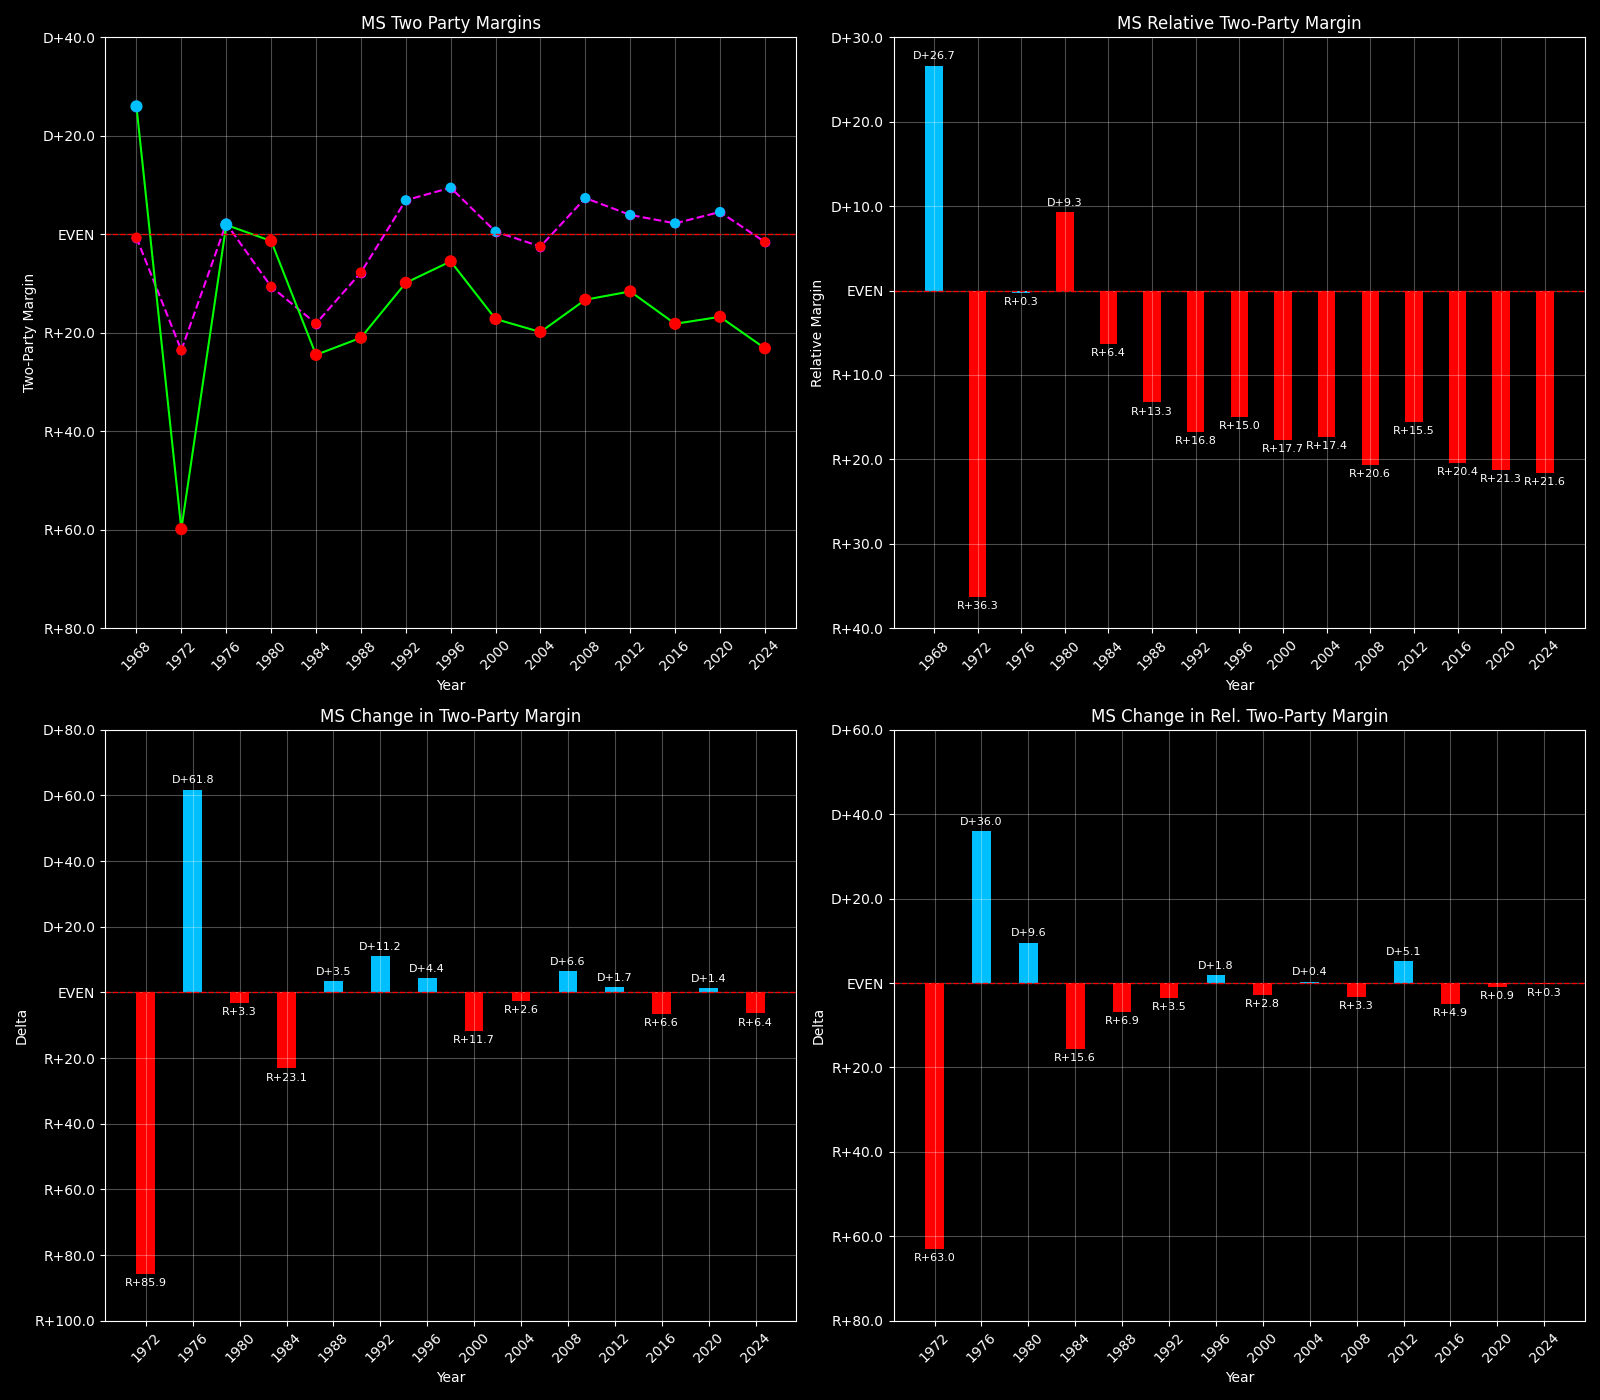 MS Two Party Margins
D+40.0
D+20.0
EVEN
R+20.0
R+40.0
R+60.0
R+80.0
Two-Party Margin
1968 1972 1976 1980 1984 1988 1992 1996 2000 2004 2008 2012 2016 2020 2024
Year
MS Relative Two-Party Margin
D+30.0
D+20.0
D+10.0
EVEN
R+10.0
R+20.0
R+30.0
R+40.0
Relative Margin
D+26.7
R+36.3
R+0.3
D+9.3
R+6.4
R+13.3
R+16.8
R+15.0
R+17.7
R+17.4
R+20.6
R+15.5
R+20.4
R+21.3
R+21.6
1968 1972 1976 1980 1984 1988 1992 1996 2000 2004 2008 2012 2016 2020 2024
Year
MS Change in Two-Party Margin
D+80.0
D+60.0
D+40.0
D+20.0
EVEN
R+20.0
R+40.0
R+60.0
R+80.0
R+100.0
Delta
R+85.9
D+61.8
R+3.3
R+23.1
D+3.5
D+11.2
D+4.4
R+11.7
R+2.6
D+6.6
D+1.7
R+6.6
D+1.4
R+6.4
1972 1976 1980 1984 1988 1992 1996 2000 2004 2008 2012 2016 2020 2024
Year
MS Change in Rel. Two-Party Margin
D+60.0
D+40.0
D+20.0
EVEN
R+20.0
R+40.0
R+60.0
R+80.0
Delta
R+63.0
D+36.0
D+9.6
R+15.6
R+6.9
R+3.5
D+1.8
R+2.8
D+0.4
R+3.3
D+5.1
R+4.9
R+0.9
R+0.3
1972 1976 1980 1984 1988 1992 1996 2000 2004 2008 2012 2016 2020 2024
Year